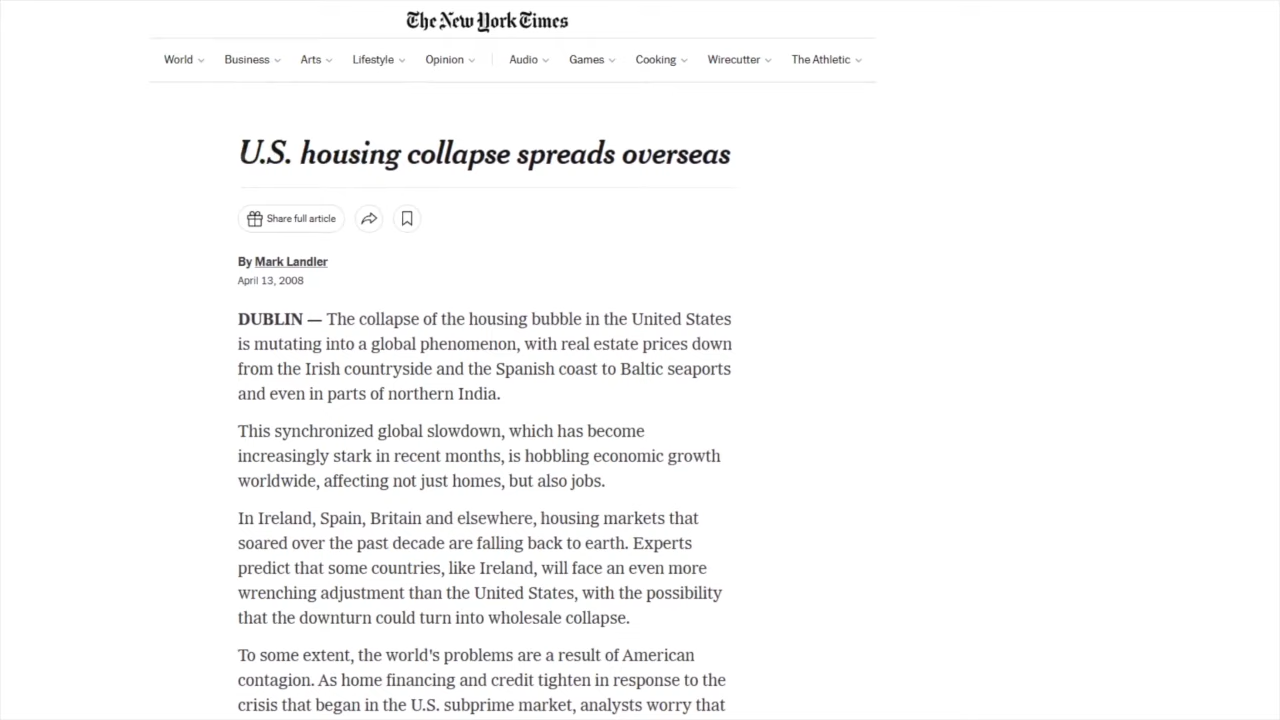 The New York Times
World Business Arts Lifestyle Opinion Audio Games Cooking Wirecutter The Athletic
U.S. housing collapse spreads overseas
Share full article
By Mark Landler
April 13, 2008
DUBLIN — The collapse of the housing bubble in the United States
is mutating into a global phenomenon, with real estate prices down
from the Irish countryside and the Spanish coast to Baltic seaports
and even in parts of northern India.
This synchronized global slowdown, which has become
increasingly stark in recent months, is hobbling economic growth
worldwide, affecting not just homes, but also jobs.
In Ireland, Spain, Britain and elsewhere, housing markets that
soared over the past decade are falling back to earth. Experts
predict that some countries, like Ireland, will face an even more
wrenching adjustment than the United States, with the possibility
that the downturn could turn into wholesale collapse.
To some extent, the world's problems are a result of American
contagion. As home financing and credit tighten in response to the
crisis that began in the U.S. subprime market, analysts worry that